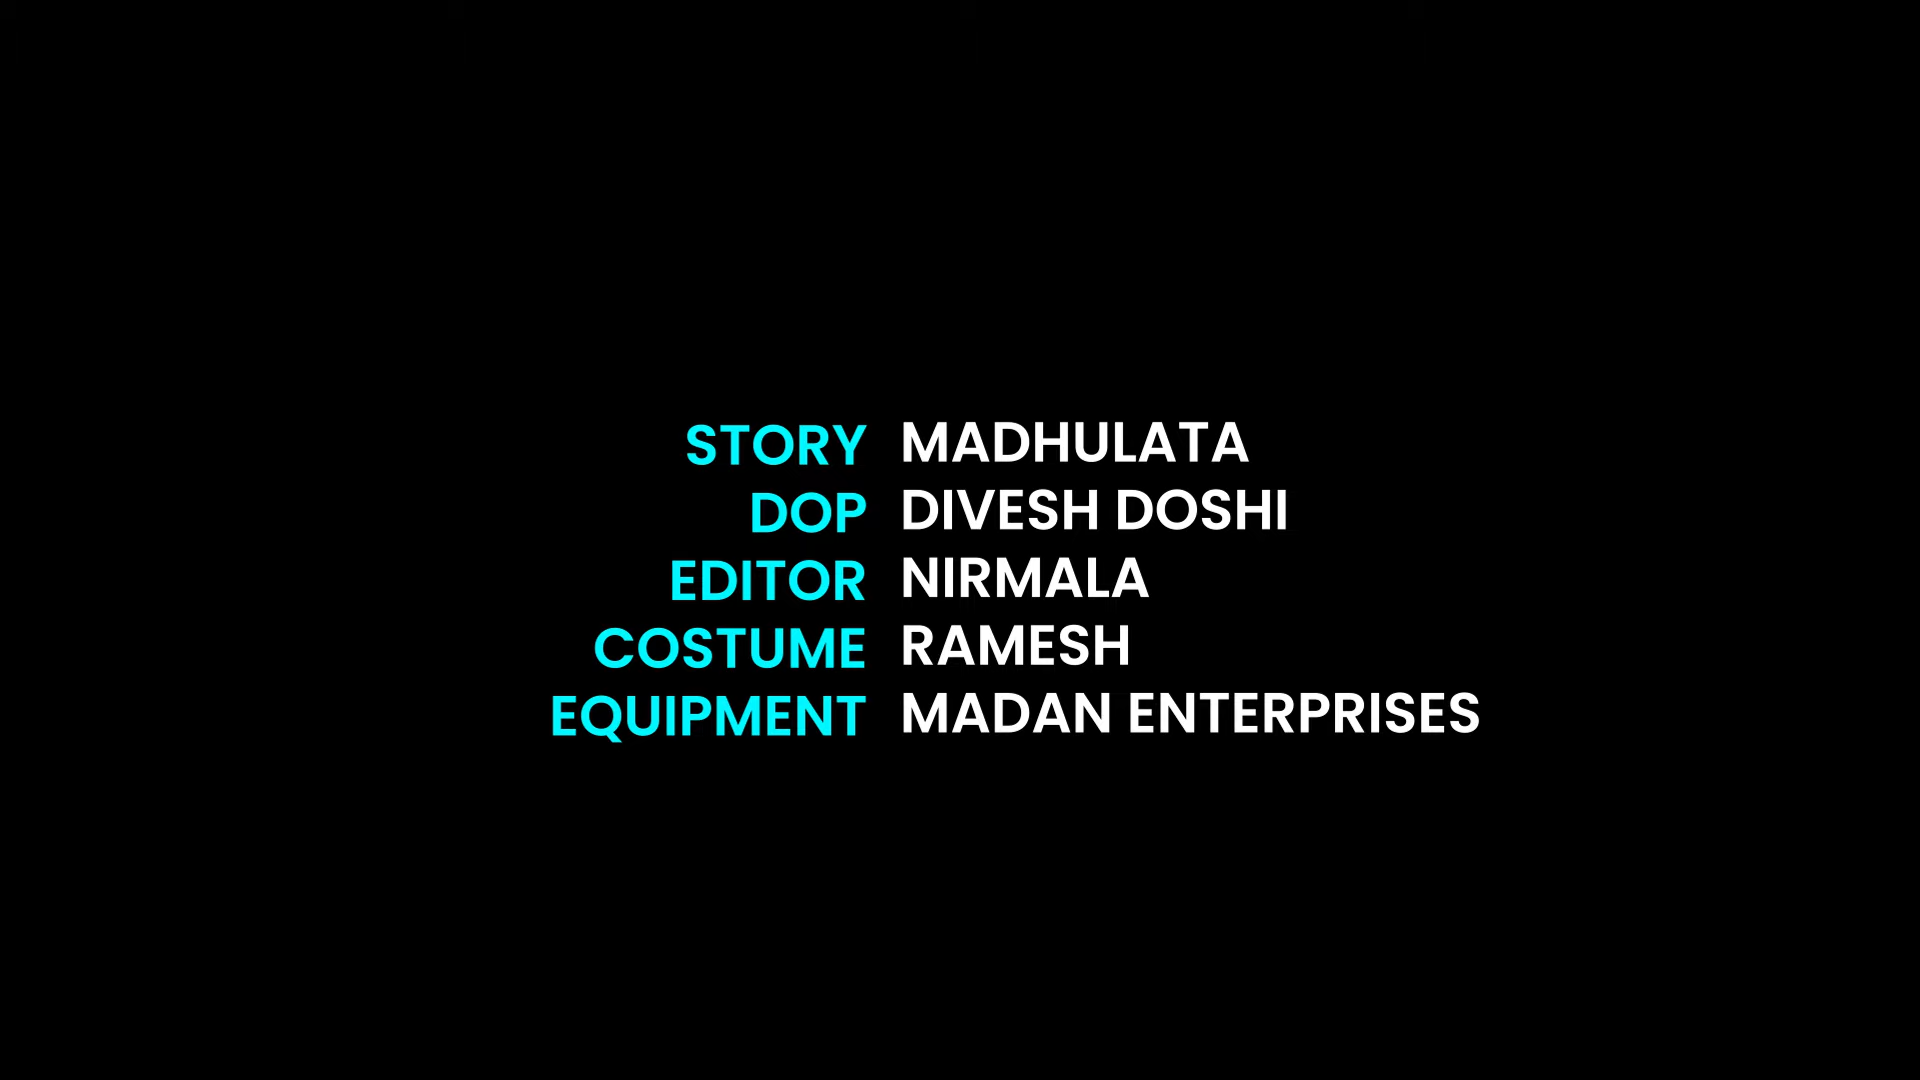 STORY MADHULATA
DOP DIVESH DOSHI
EDITOR NIRMALA
COSTUME RAMESH
EQUIPMENT MADAN ENTERPRISES